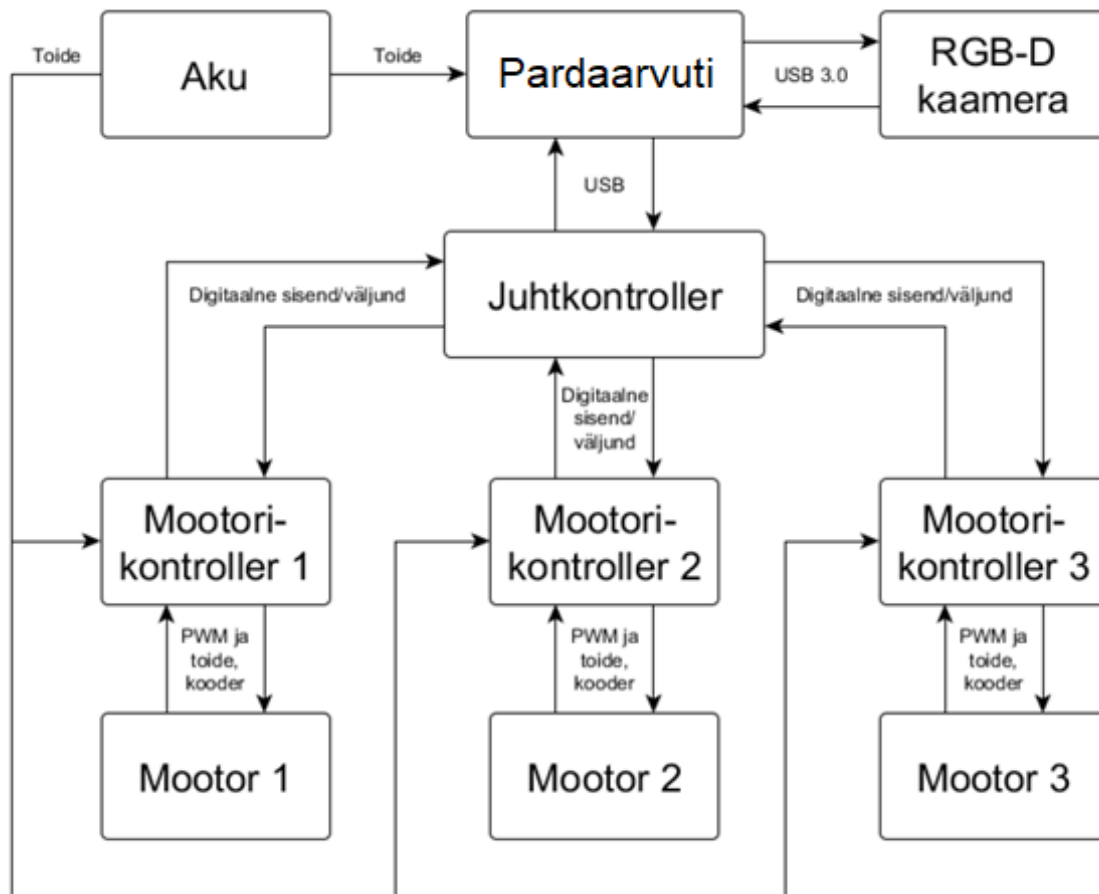 Toide
Aku
Toide
Pardaarvuti
USB 3.0
RGB-D
kaamera
USB
Digitaalne sisend/väljund
Juhtkontroller
Digitaalne sisend/väljund
Digitaalne
sisend/
väljund
Mootori-
kontroller 1
Mootori-
kontroller 2
Mootori-
kontroller 3
PWM ja
toide,
kooder
PWM ja
toide,
kooder
PWM ja
toide,
kooder
Mootor 1
Mootor 2
Mootor 3